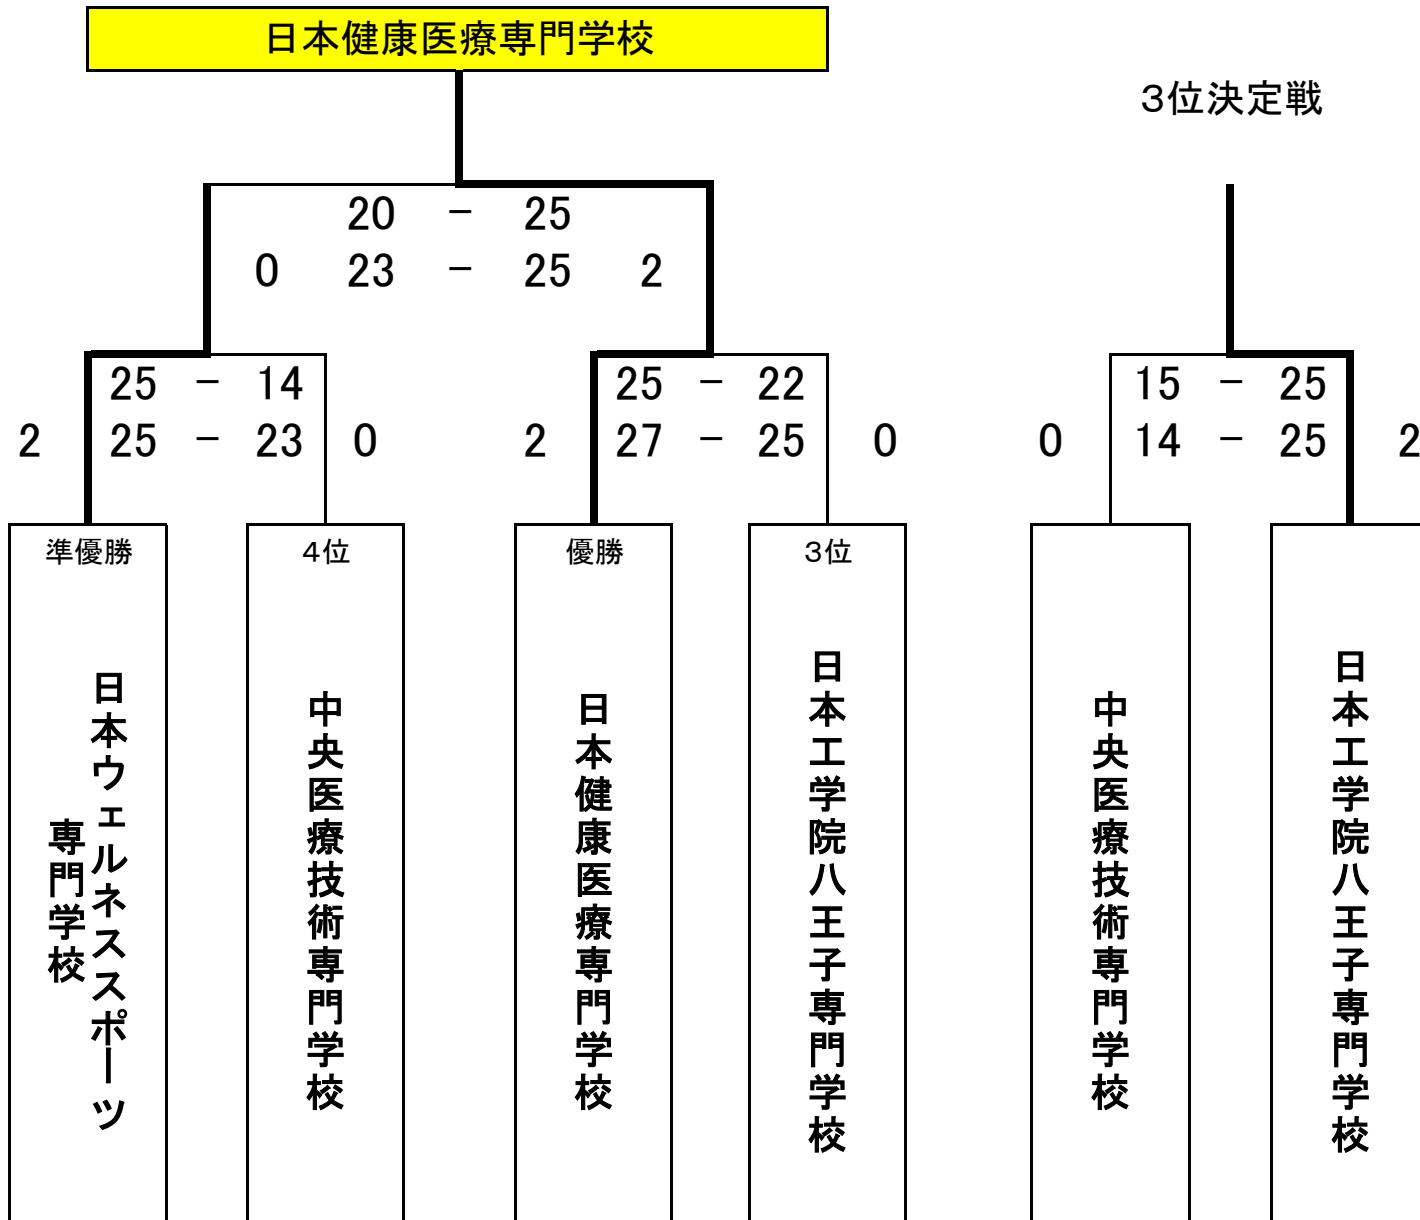 日本健康医療専門学校
3位決定戦
20 － 25
0 23 － 25 2
25 － 14
2 25 － 23 0
25 － 22
2 27 － 25 0
15 － 25
0 14 － 25 2
準優勝
日本ウェルネススポーツ
専門学校
4位
中央医療技術専門学校
優勝
日本健康医療専門学校
3位
日本工学院八王子専門学校
中央医療技術専門学校
日本工学院八王子専門学校